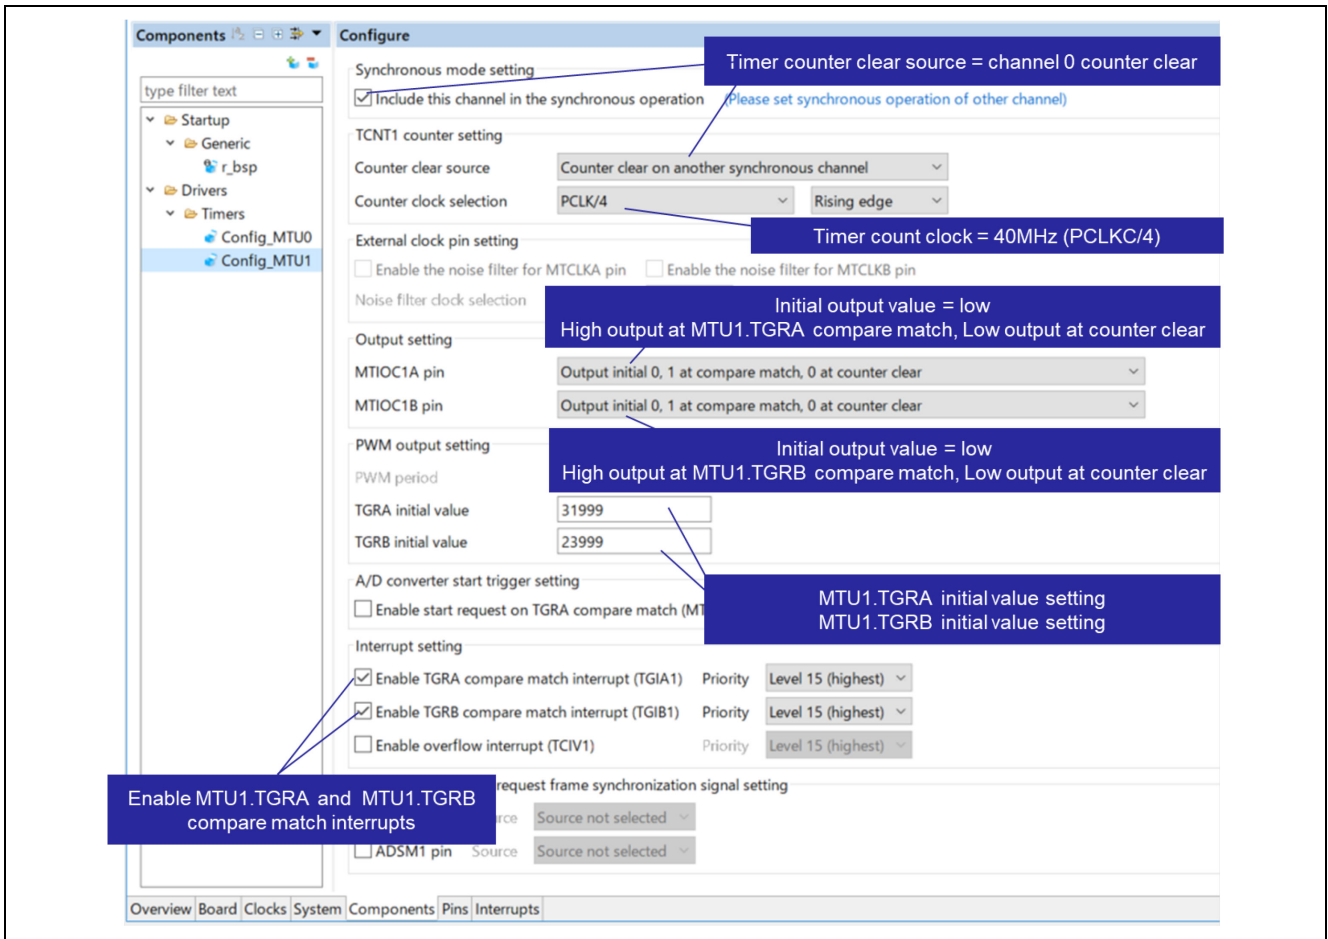 Components
Configure
Timer counter clear source = channel 0 counter clear
Synchronous mode setting
type filter text
Include this channel in the synchronous operation (Please set synchronous operation of other channel)
Startup
TCNT1 counter setting
Generic
r_bsp
Counter clear source Counter clear on another synchronous channel
Drivers
Counter clock selection PCLK/4 Rising edge
Timers
Config_MTU0
Timer count clock = 40MHz (PCLKC/4)
External clock pin setting
Config_MTU1
Enable the noise filter for MTCLKA pin Enable the noise filter for MTCLKB pin
Noise filter clock selection
Initial output value = low
High output at MTU1.TGRA compare match, Low output at counter clear
Output setting
MTIOC1A pin Output initial 0, 1 at compare match, 0 at counter clear
MTIOC1B pin Output initial 0, 1 at compare match, 0 at counter clear
PWM output setting
Initial output value = low
High output at MTU1.TGRB compare match, Low output at counter clear
PWM period
TGRA initial value 31999
TGRB initial value 23999
A/D converter start trigger setting
MTU1.TGRA initial value setting
MTU1.TGRB initial value setting
Enable start request on TGRA compare match (MT
Interrupt setting
Enable TGRA compare match interrupt (TGIA1) Priority Level 15 (highest)
Enable TGRB compare match interrupt (TGIB1) Priority Level 15 (highest)
Enable overflow interrupt (TCIV1) Priority Level 15 (highest)
Enable MTU1.TGRA and MTU1.TGRB
compare match interrupts
request frame synchronization signal setting
Source not selected
ADSM1 pin Source Source not selected
Overview Board Clocks System Components Pins Interrupts